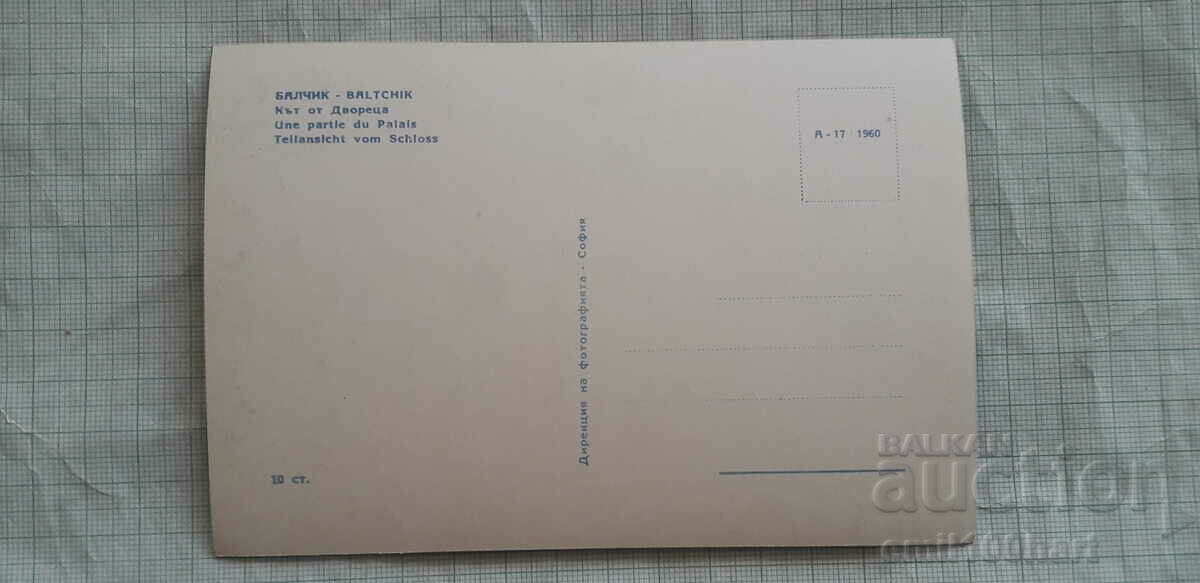 БАЛЧИК - BALTCHIK
Кът от Двореца
Une partie du Palais
Teilansicht vom Schloss
А - 17 / 1960
Дирекция на фотографията - София
10 ст.
BALKAN
auction
emil100hart